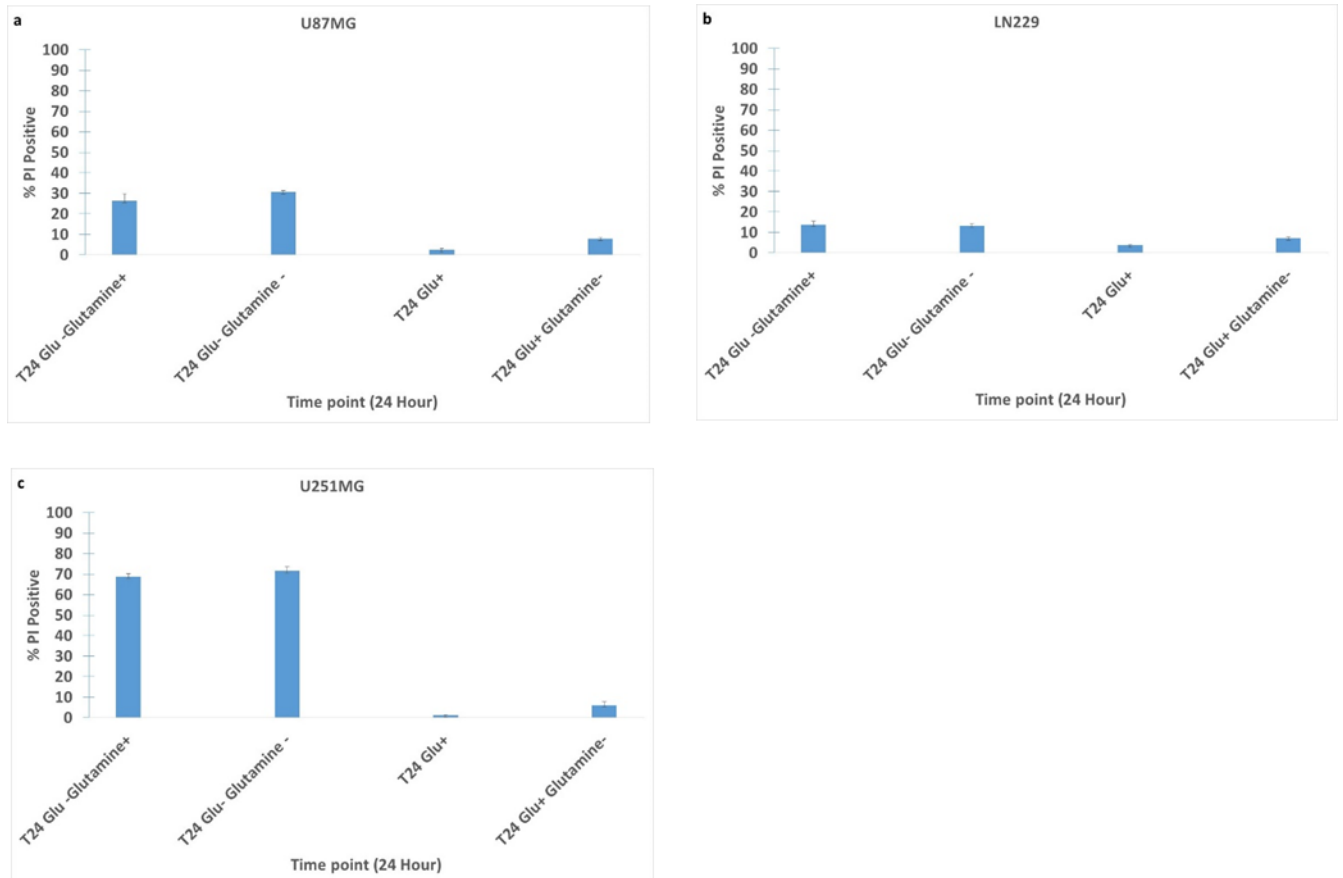 a
U87MG
100
90
80
70
60
50
40
30
20
10
0
% PI Positive
T24 Glu -Glutamine+
T24 Glu- Glutamine -
T24 Glu+
T24 Glu+ Glutamine-
Time point (24 Hour)
b
LN229
100
90
80
70
60
50
40
30
20
10
0
% PI Positive
T24 Glu -Glutamine+
T24 Glu- Glutamine -
T24 Glu+
T24 Glu+ Glutamine-
Time point (24 Hour)
c
U251MG
100
90
80
70
60
50
40
30
20
10
0
% PI Positive
T24 Glu -Glutamine+
T24 Glu- Glutamine -
T24 Glu+
T24 Glu+ Glutamine-
Time point (24 Hour)